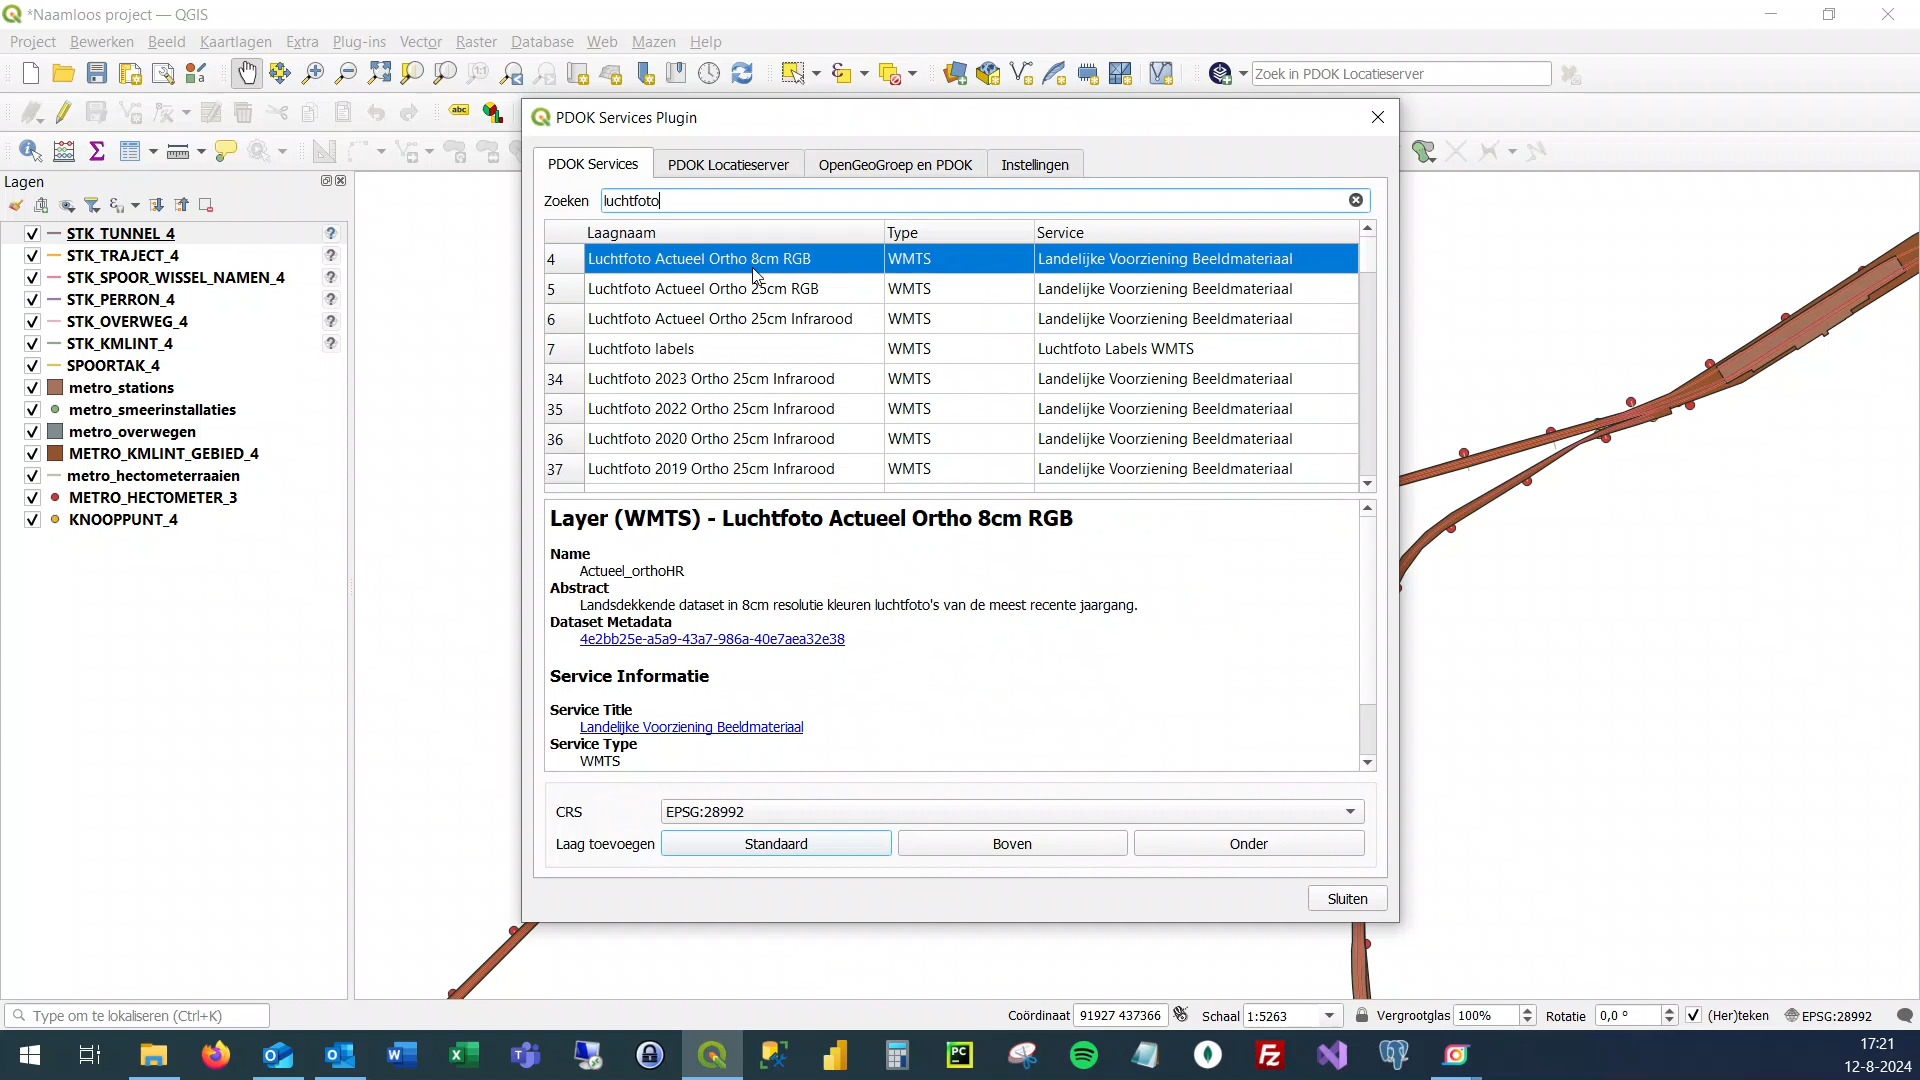 *Naamloos project — QGIS
Project Bewerken Beeld Kaartlagen Extra Plug-ins Vector Raster Database Web Mazen Help
Zoek in PDOK Locatieserver
abc
PDOK Services Plugin
PDOK Services PDOK Locatieserver OpenGeoGroep en PDOK Instellingen
Lagen
Zoeken luchtfoto
Laagnaam Type Service
STK_TUNNEL_4
STK_TRAJECT_4
STK_SPOOR_WISSEL_NAMEN_4
STK_PERRON_4
STK_OVERWEG_4
STK_KMLINT_4
SPOORTAK_4
metro_stations
metro_smeerinstallaties
metro_overwegen
METRO_KMLINT_GEBIED_4
metro_hectometerraaien
METRO_HECTOMETER_3
KNOOPPUNT_4
4 Luchtfoto Actueel Ortho 8cm RGB WMTS Landelijke Voorziening Beeldmateriaal
5 Luchtfoto Actueel Ortho 25cm RGB WMTS Landelijke Voorziening Beeldmateriaal
6 Luchtfoto Actueel Ortho 25cm Infrarood WMTS Landelijke Voorziening Beeldmateriaal
7 Luchtfoto labels WMTS Luchtfoto Labels WMTS
34 Luchtfoto 2023 Ortho 25cm Infrarood WMTS Landelijke Voorziening Beeldmateriaal
35 Luchtfoto 2022 Ortho 25cm Infrarood WMTS Landelijke Voorziening Beeldmateriaal
36 Luchtfoto 2020 Ortho 25cm Infrarood WMTS Landelijke Voorziening Beeldmateriaal
37 Luchtfoto 2019 Ortho 25cm Infrarood WMTS Landelijke Voorziening Beeldmateriaal
Layer (WMTS) - Luchtfoto Actueel Ortho 8cm RGB
Name
Actueel_orthoHR
Abstract
Landsdekkende dataset in 8cm resolutie kleuren luchtfoto's van de meest recente jaargang.
Dataset Metadata
4e2bb25e-a5a9-43a7-986a-40e7aea32e38
Service Informatie
Service Title
Landelijke Voorziening Beeldmateriaal
Service Type
WMTS
CRS EPSG:28992
Laag toevoegen Standaard Boven Onder
Sluiten
Type om te lokaliseren (Ctrl+K) Coördinaat 91927 437366 Schaal 1:5263 Vergrootglas 100% Rotatie 0,0 ° (Her)teken EPSG:28992
17:21
12-8-2024